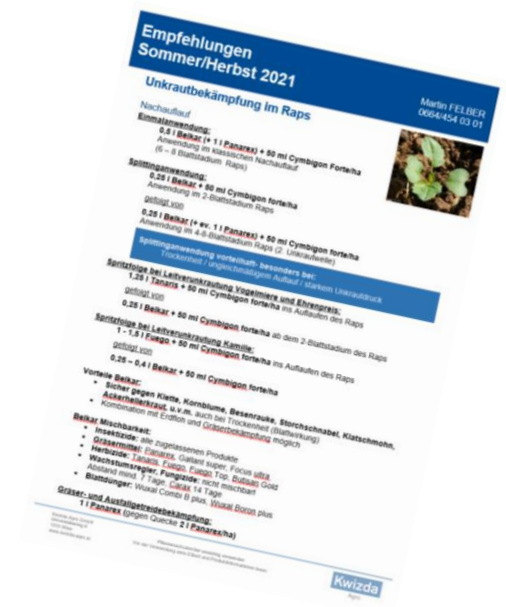 Empfehlungen
Sommer/Herbst 2021
Martin FELBER
0664/454 03 01
Unkrautbekämpfung im Raps
Nachauflauf
Einmalanwendung:
0,5 l Belkar (+ 1 l Panarex) + 50 ml Cymbigon Forte/ha
Anwendung im klassischen Nachauflauf
(6 – 8 Blattstadium Raps)
Splittinganwendung:
0,25 l Belkar + 50 ml Cymbigon forte/ha
Anwendung im 2-Blattstadium Raps
gefolgt von
0,25 l Belkar (+ ev. 1 l Panarex) + 50 ml Cymbigon forte/ha
Anwendung im 4-6-Blattstadium Raps (2. Unkrautwelle)
Splittinganwendung vorteilhaft- besonders bei:
Trockenheit / ungleichmäßigem Auflauf / starkem Unkrautdruck
Spritzfolge bei Leitverunkrautung Vogelmiere und Ehrenpreis:
1,25 l Tanaris + 50 ml Cymbigon forte/ha ins Auflaufen des Raps
gefolgt von
0,25 l Belkar + 50 ml Cymbigon forte/ha ab dem 2-Blattstadium des Raps
Spritzfolge bei Leitverunkrautung Kamille:
1 - 1,5 l Fuego + 50 ml Cymbigon forte/ha ins Auflaufen des Raps
gefolgt von
0,25 – 0,4 l Belkar + 50 ml Cymbigon forte/ha
Vorteile Belkar:
• Sicher gegen Klette, Kornblume, Besenrauke, Storchschnabel, Klatschmohn,
Ackerhellerkraut, u.v.m. auch bei Trockenheit (Blattwirkung)
• Kombination mit Erdfloh und Gräserbekämpfung möglich
Belkar Mischbarkeit:
• Insektizide: alle zugelassenen Produkte
• Gräsermittel: Panarex, Gallant super, Focus ultra
• Herbizide: Tanaris, Fuego, Fuego Top, Butisan Gold
• Wachstumsregler, Fungizide: nicht mischbar!
Abstand mind. 7 Tage, Carax 14 Tage
• Blattdünger: Wuxal Combi B plus, Wuxal Boron plus
Gräser- und Ausfallgetreidebekämpfung:
1 l Panarex (gegen Quecke 2 l Panarex/ha)
Kwizda Agro GmbH
www.kwizda-agro.at
Kwizda
Agro